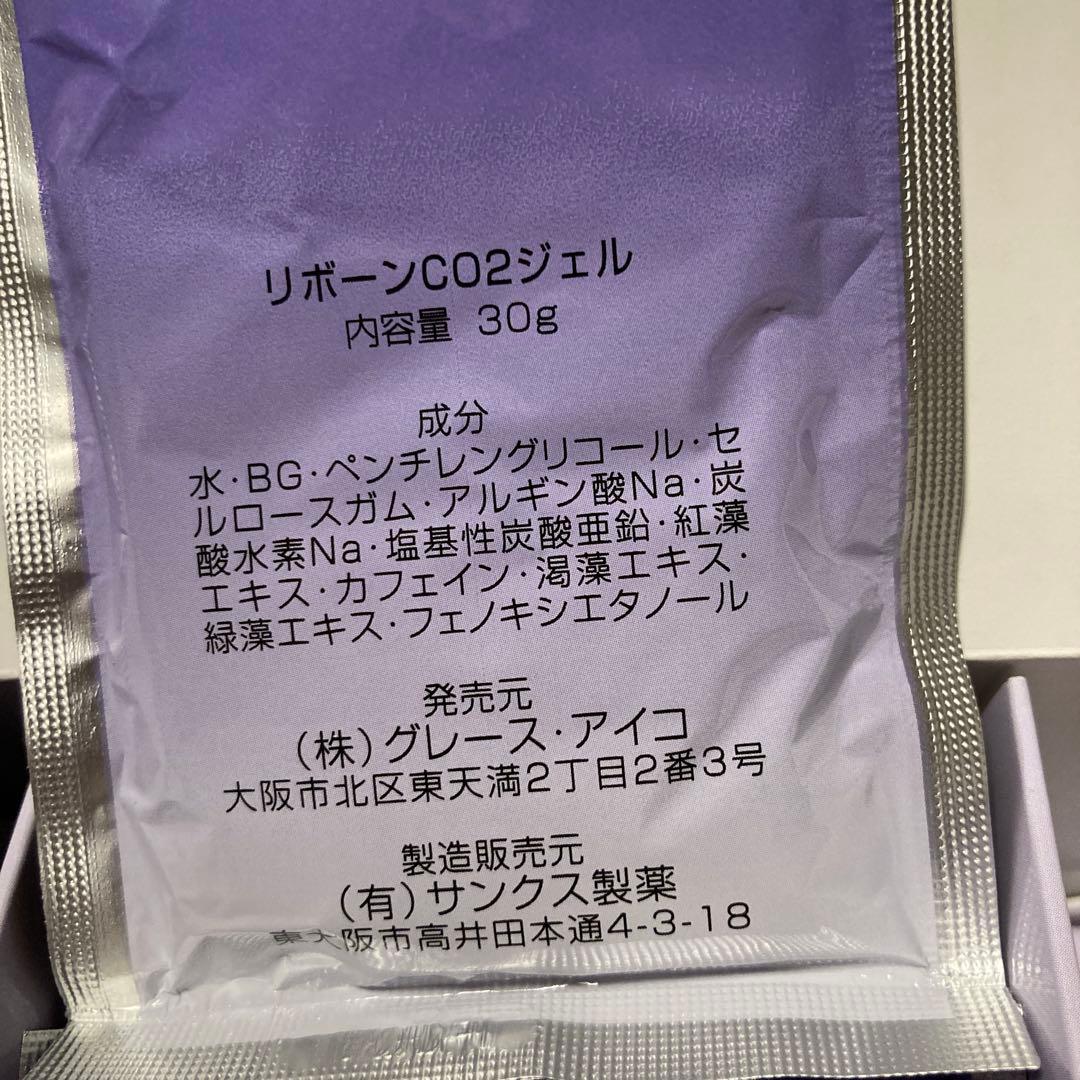 リボーンCO2ジェル
内容量 30g
成分
水・BG・ペンチレングリコール・セ
ルロースガム・アルギン酸Na・炭
酸水素Na・塩基性炭酸亜鉛・紅藻
エキス・カフェイン・渇藻エキス・
緑藻エキス・フェノキシエタノール
発売元
(株)グレース・アイコ
大阪市北区東天満2丁目2番3号
製造販売元
(有)サンクス製薬
東大阪市高井田本通4-3-18